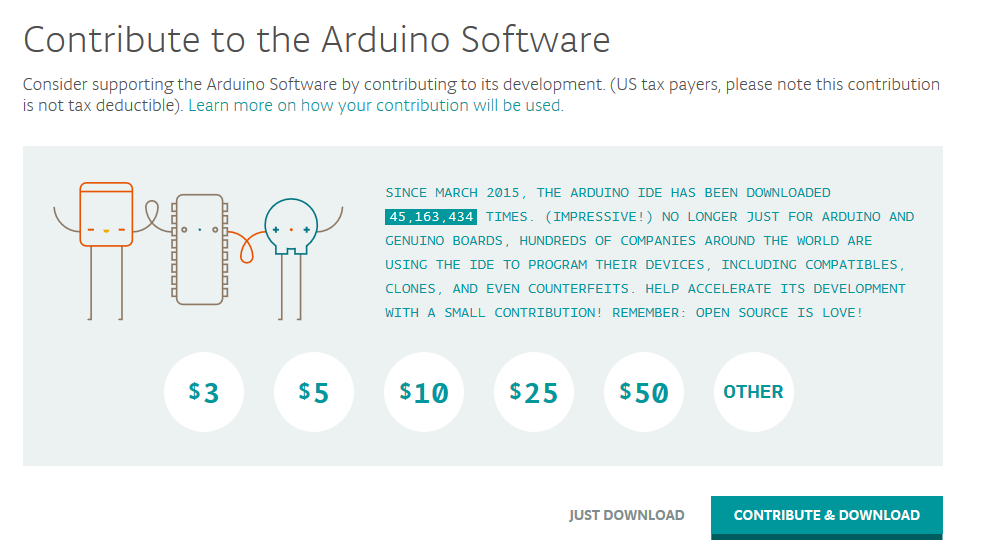 Contribute to the Arduino Software
Consider supporting the Arduino Software by contributing to its development. (US tax payers, please note this contribution
is not tax deductible). Learn more on how your contribution will be used.
SINCE MARCH 2015, THE ARDUINO IDE HAS BEEN DOWNLOADED
45,163,434 TIMES. (IMPRESSIVE!) NO LONGER JUST FOR ARDUINO AND
GENUINO BOARDS, HUNDREDS OF COMPANIES AROUND THE WORLD ARE
USING THE IDE TO PROGRAM THEIR DEVICES, INCLUDING COMPATIBLES,
CLONES, AND EVEN COUNTERFEITS. HELP ACCELERATE ITS DEVELOPMENT
WITH A SMALL CONTRIBUTION! REMEMBER: OPEN SOURCE IS LOVE!
$3 $5 $10 $25 $50 OTHER
JUST DOWNLOAD CONTRIBUTE & DOWNLOAD